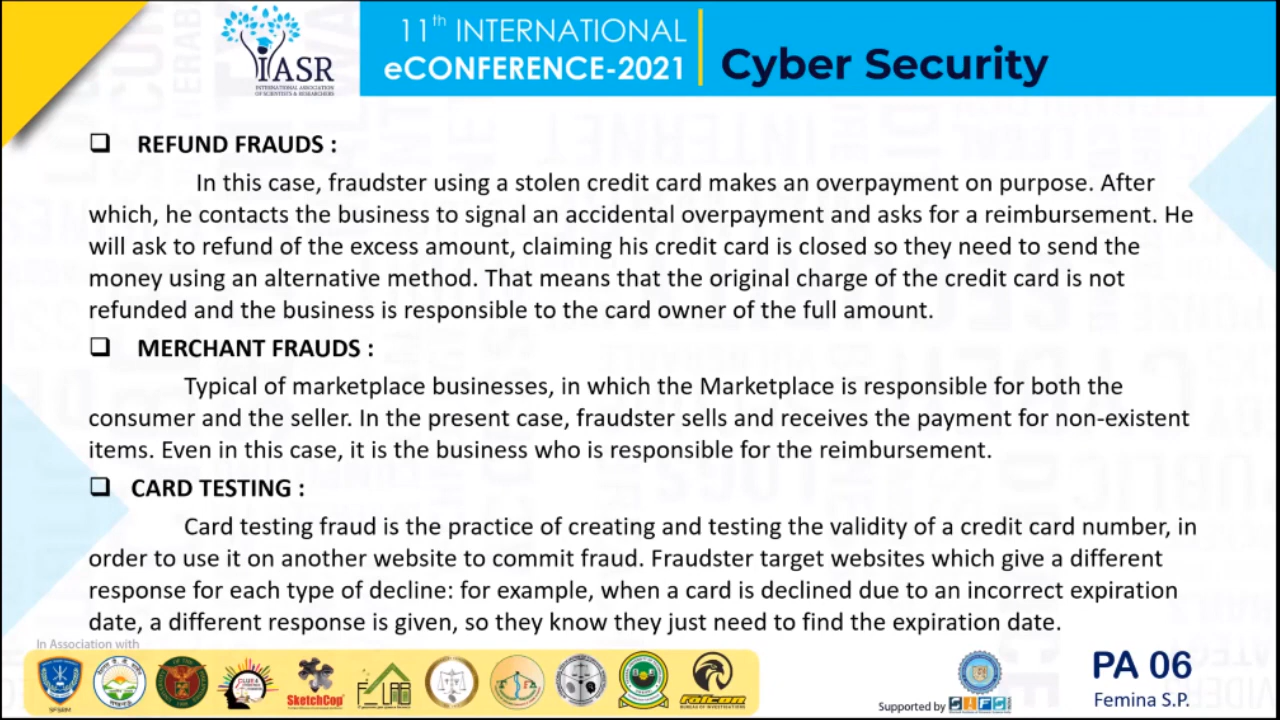 11th INTERNATIONAL
eCONFERENCE-2021
Cyber Security
IASR
INTERNATIONAL ASSOCIATION
OF SCIENTISTS & RESEARCHERS
REFUND FRAUDS :
In this case, fraudster using a stolen credit card makes an overpayment on purpose. After
which, he contacts the business to signal an accidental overpayment and asks for a reimbursement. He
will ask to refund of the excess amount, claiming his credit card is closed so they need to send the
money using an alternative method. That means that the original charge of the credit card is not
refunded and the business is responsible to the card owner of the full amount.
MERCHANT FRAUDS :
Typical of marketplace businesses, in which the Marketplace is responsible for both the
consumer and the seller. In the present case, fraudster sells and receives the payment for non-existent
items. Even in this case, it is the business who is responsible for the reimbursement.
CARD TESTING :
Card testing fraud is the practice of creating and testing the validity of a credit card number, in
order to use it on another website to commit fraud. Fraudster target websites which give a different
response for each type of decline: for example, when a card is declined due to an incorrect expiration
date, a different response is given, so they know they just need to find the expiration date.
In Association with
SketchCop
Falcon
BUREAU OF INVESTIGATIONS
Supported by
SIFS
PA 06
Femina S.P.